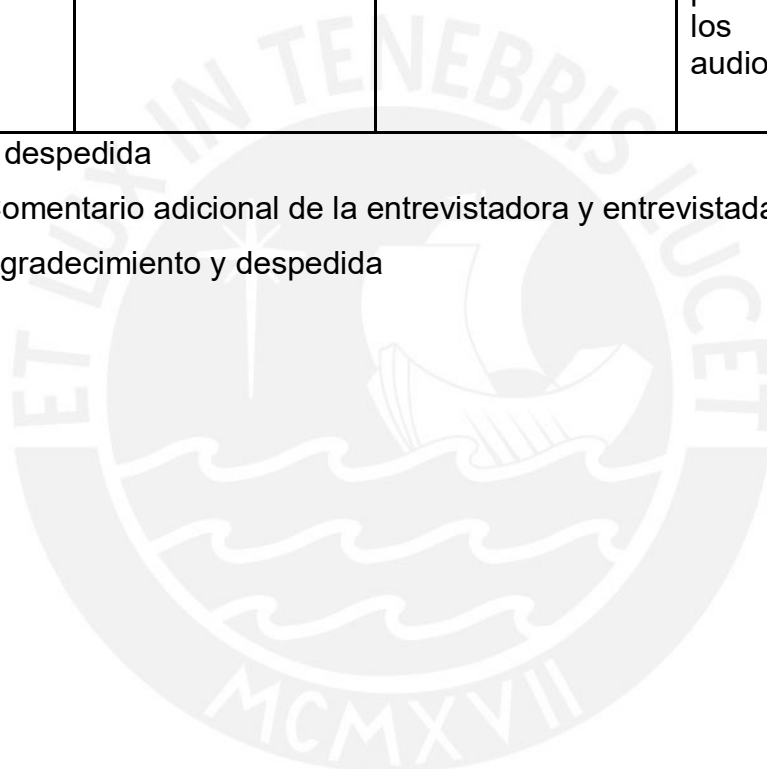 los
audio
despedida
omentario adicional de la entrevistadora y entrevistada
gradecimiento y despedida
ET LUX IN TENEBRIS LUCET
MCMXVII